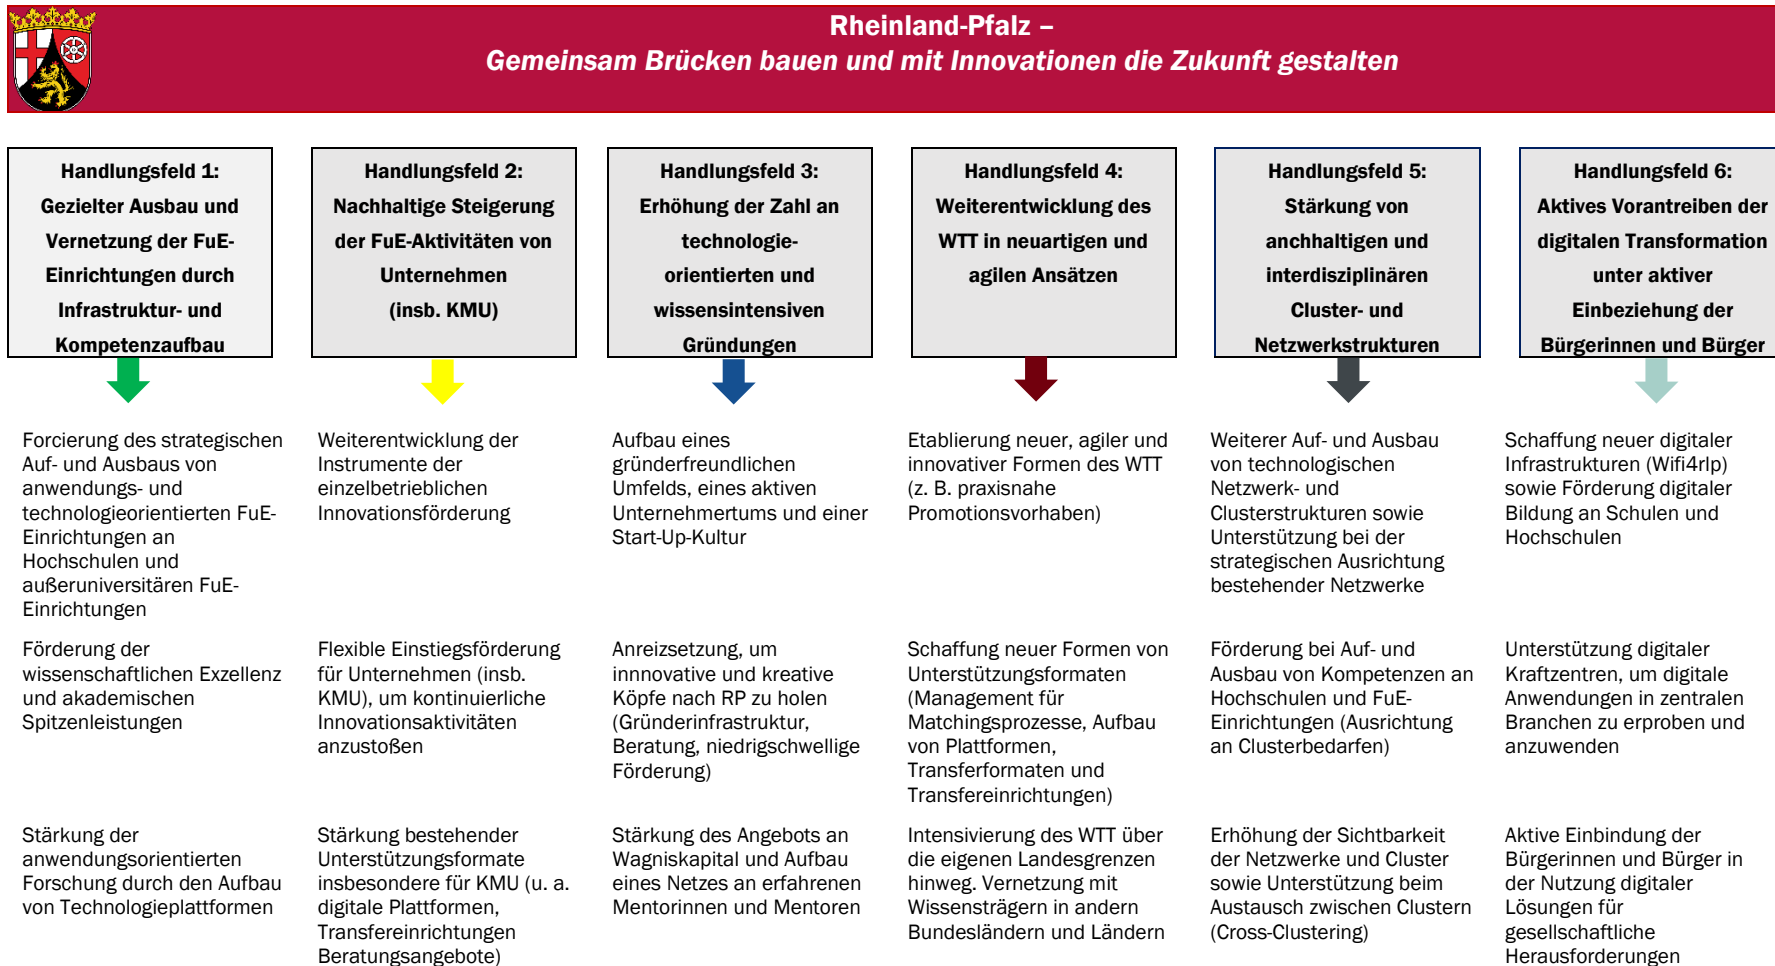 Rheinland-Pfalz –
Gemeinsam Brücken bauen und mit Innovationen die Zukunft gestalten
Handlungsfeld 1:
Gezielter Ausbau und
Vernetzung der FuE-
Einrichtungen durch
Infrastruktur- und
Kompetenzaufbau
Handlungsfeld 2:
Nachhaltige Steigerung
der FuE-Aktivitäten von
Unternehmen
(insb. KMU)
Handlungsfeld 3:
Erhöhung der Zahl an
technologie-
orientierten und
wissensintensiven
Gründungen
Handlungsfeld 4:
Weiterentwicklung des
WTT in neuartigen und
agilen Ansätzen
Handlungsfeld 5:
Stärkung von
anchhaltigen und
interdisziplinären
Cluster- und
Netzwerkstrukturen
Handlungsfeld 6:
Aktives Vorantreiben der
digitalen Transformation
unter aktiver
Einbeziehung der
Bürgerinnen und Bürger
Forcierung des strategischen
Auf- und Ausbaus von
anwendungs- und
technologieorientierten FuE-
Einrichtungen an
Hochschulen und
außeruniversitären FuE-
Einrichtungen
Weiterentwicklung der
Instrumente der
einzelbetrieblichen
Innovationsförderung
Aufbau eines
gründerfreundlichen
Umfelds, eines aktiven
Unternehmertums und einer
Start-Up-Kultur
Etablierung neuer, agiler und
innovativer Formen des WTT
(z. B. praxisnahe
Promotionsvorhaben)
Weiterer Auf- und Ausbau
von technologischen
Netzwerk- und
Clusterstrukturen sowie
Unterstützung bei der
strategischen Ausrichtung
bestehender Netzwerke
Schaffung neuer digitaler
Infrastrukturen (Wifi4rlp)
sowie Förderung digitaler
Bildung an Schulen und
Hochschulen
Förderung der
wissenschaftlichen Exzellenz
und akademischen
Spitzenleistungen
Flexible Einstiegsförderung
für Unternehmen (insb.
KMU), um kontinuierliche
Innovationsaktivitäten
anzustoßen
Anreizsetzung, um
innnovative und kreative
Köpfe nach RP zu holen
(Gründerinfrastruktur,
Beratung, niedrigschwellige
Förderung)
Schaffung neuer Formen von
Unterstützungsformaten
(Management für
Matchingsprozesse, Aufbau
von Plattformen,
Transferformaten und
Transfereinrichtungen)
Förderung bei Auf- und
Ausbau von Kompetenzen an
Hochschulen und FuE-
Einrichtungen (Ausrichtung
an Clusterbedarfen)
Unterstützung digitaler
Kraftzentren, um digitale
Anwendungen in zentralen
Branchen zu erproben und
anzuwenden
Stärkung der
anwendungsorientierten
Forschung durch den Aufbau
von Technologieplattformen
Stärkung bestehender
Unterstützungsformate
insbesondere für KMU (u. a.
digitale Plattformen,
Transfereinrichtungen
Beratungsangebote)
Stärkung des Angebots an
Wagniskapital und Aufbau
eines Netzes an erfahrenen
Mentorinnen und Mentoren
Intensivierung des WTT über
die eigenen Landesgrenzen
hinweg. Vernetzung mit
Wissensträgern in andern
Bundesländern und Ländern
Erhöhung der Sichtbarkeit
der Netzwerke und Cluster
sowie Unterstützung beim
Austausch zwischen Clustern
(Cross-Clustering)
Aktive Einbindung der
Bürgerinnen und Bürger in
der Nutzung digitaler
Lösungen für
gesellschaftliche
Herausforderungen